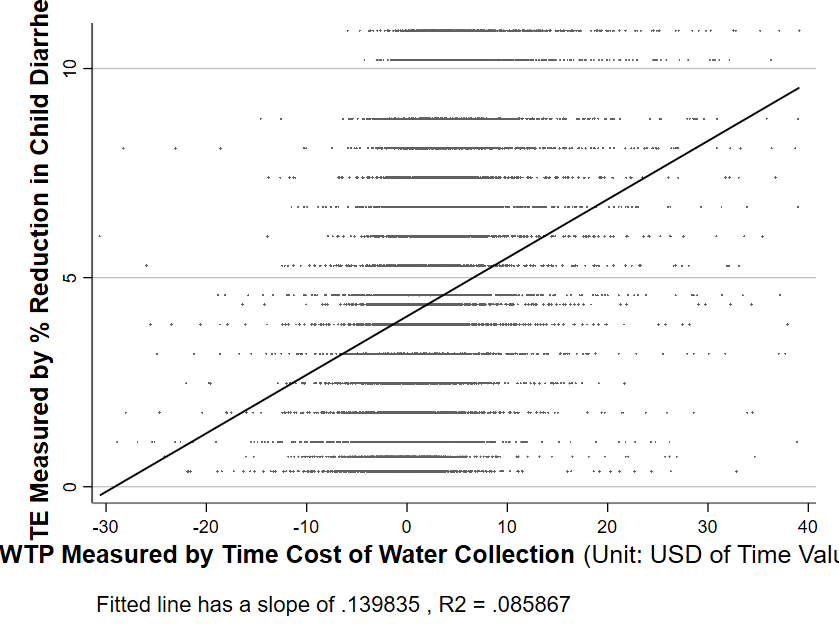 TE Measured by % Reduction in Child Diarrhe
10
5
0
-30 -20 -10 0 10 20 30 40
WTP Measured by Time Cost of Water Collection (Unit: USD of Time Valu
Fitted line has a slope of .139835 , R2 = .085867